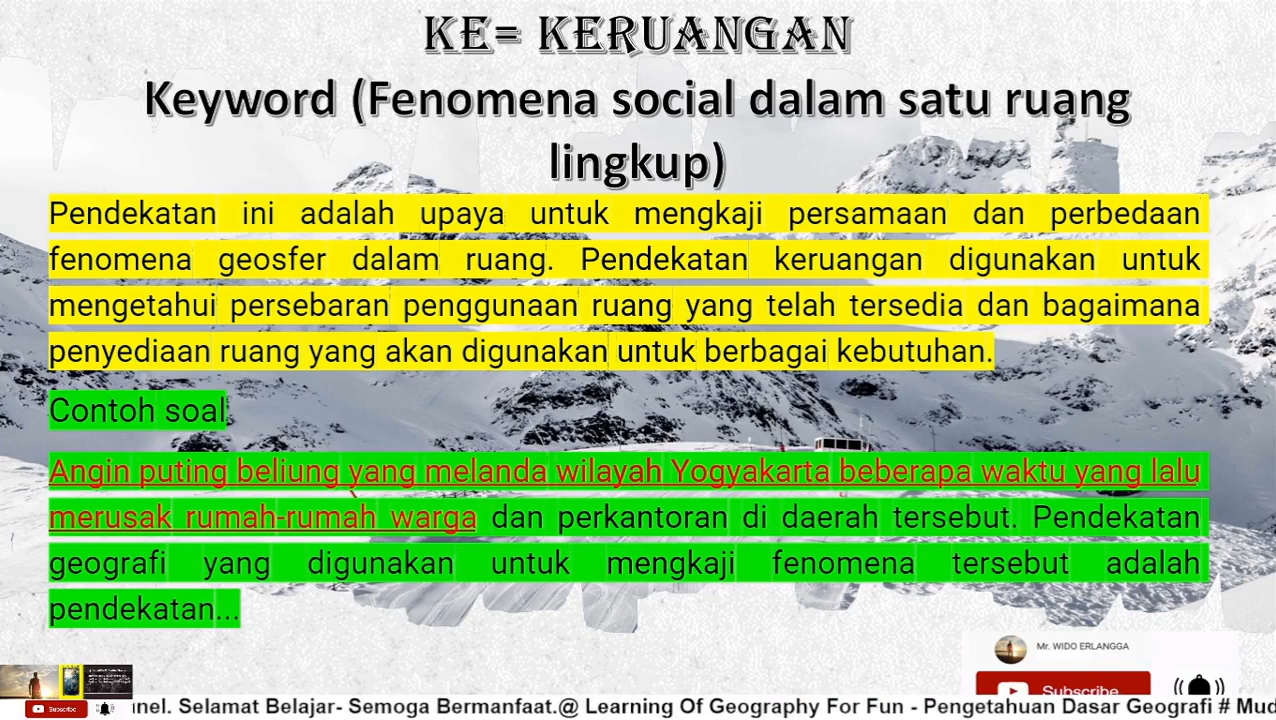 KE= KERUANGAN
Keyword (Fenomena social dalam satu ruang
lingkup)
Pendekatan ini adalah upaya untuk mengkaji persamaan dan perbedaan
fenomena geosfer dalam ruang. Pendekatan keruangan digunakan untuk
mengetahui persebaran penggunaan ruang yang telah tersedia dan bagaimana
penyediaan ruang yang akan digunakan untuk berbagai kebutuhan.
Contoh soal
Angin puting beliung yang melanda wilayah Yogyakarta beberapa waktu yang lalu
merusak rumah-rumah warga dan perkantoran di daerah tersebut. Pendekatan
geografi yang digunakan untuk mengkaji fenomena tersebut adalah
pendekatan...
Mr. WIDO ERLANGGA
Subscribe
Subscribe
nel. Selamat Belajar- Semoga Bermanfaat.@ Learning Of Geography For Fun - Pengetahuan Dasar Geografi # Mud